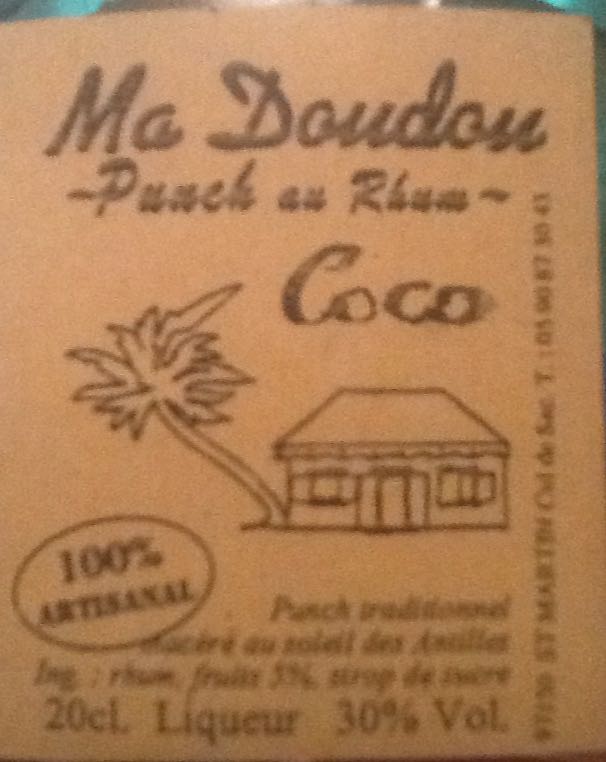 Ma Doudou
~Punch au Rhum~
Coco
100%
ARTISANAL
Punch traditionnel
macéré au soleil des Antilles
Ing. : rhum, fruits 5%, sirop de sucre
20cl. Liqueur 30% Vol.
97150 ST MARTIN Cul de Sac T. : 05 90 87 30 43